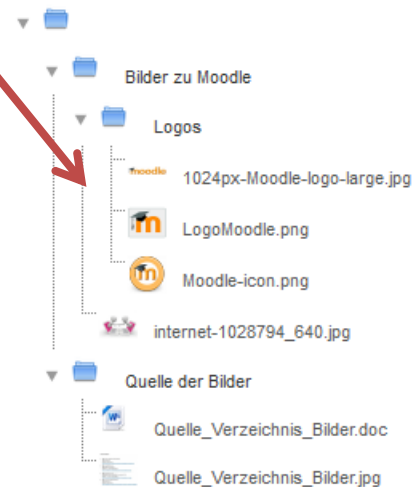 Bilder zu Moodle
Logos
moodle
1024px-Moodle-logo-large.jpg
LogoMoodle.png
Moodle-icon.png
internet-1028794_640.jpg
Quelle der Bilder
Quelle_Verzeichnis_Bilder.doc
Quelle_Verzeichnis_Bilder.jpg